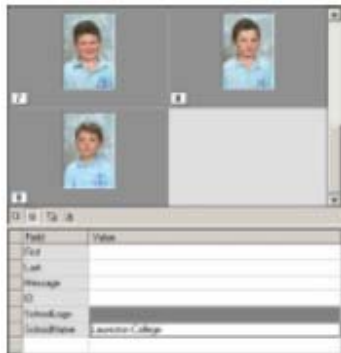 7
8
9
Field Value
First
Last
Message
ID
SchoolLogo
SchoolName Launceston College